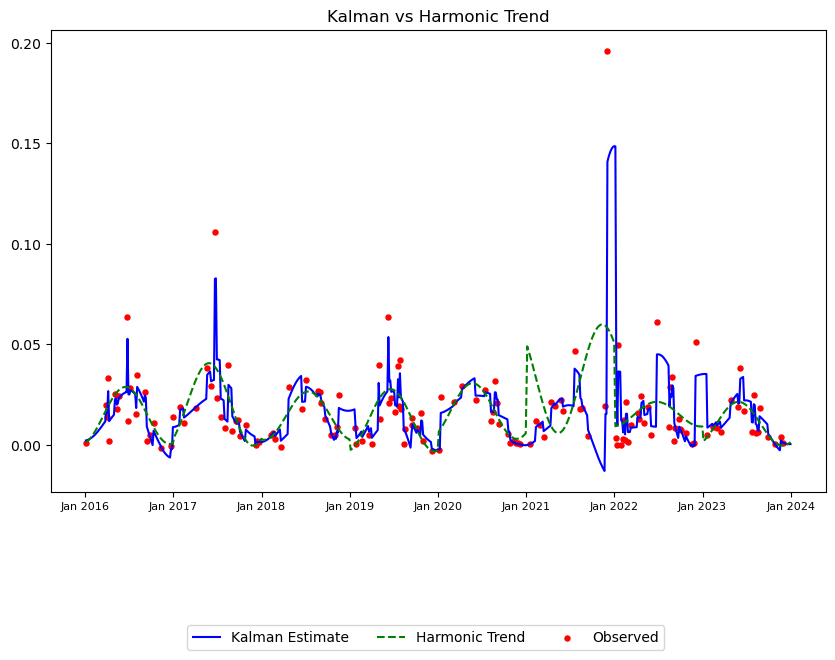 Kalman vs Harmonic Trend
0.20
0.15
0.10
0.05
0.00
Jan 2016 Jan 2017 Jan 2018 Jan 2019 Jan 2020 Jan 2021 Jan 2022 Jan 2023 Jan 2024
Kalman Estimate Harmonic Trend Observed